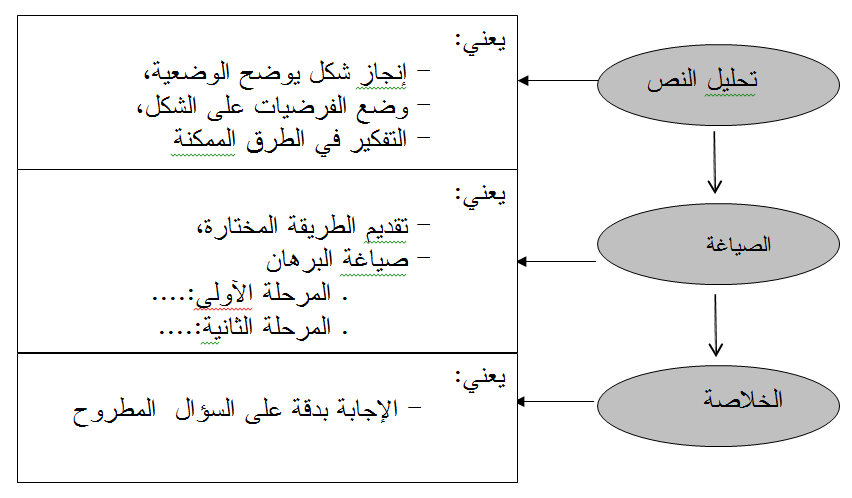 تحليل النص
يعني:
- إنجاز شكل يوضح الوضعية،
- وضع الفرضيات على الشكل،
- التفكير في الطرق الممكنة
الصياغة
يعني:
- تقديم الطريقة المختارة،
- صياغة البرهان
. المرحلة الآولى:....
. المرحلة الثانية:....
الخلاصة
يعني:
- الإجابة بدقة على السؤال المطروح